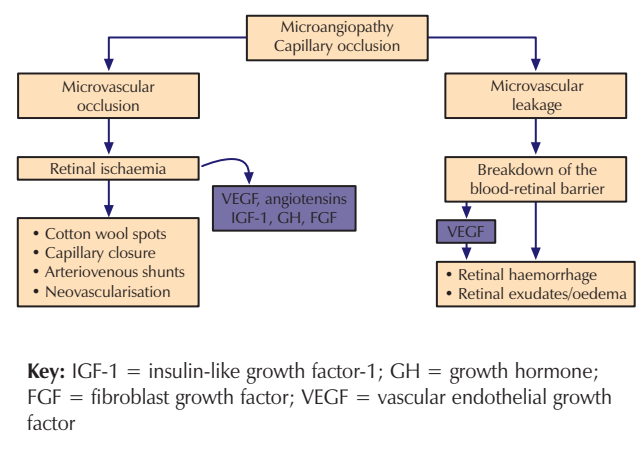 Microangiopathy
Capillary occlusion
Microvascular
occlusion
Microvascular
leakage
Retinal ischaemia
Breakdown of the
blood-retinal barrier
VEGF, angiotensins
IGF-1, GH, FGF
VEGF
• Cotton wool spots
• Capillary closure
• Arteriovenous shunts
• Neovascularisation
• Retinal haemorrhage
• Retinal exudates/oedema
Key: IGF-1 = insulin-like growth factor-1; GH = growth hormone;
FGF = fibroblast growth factor; VEGF = vascular endothelial growth
factor